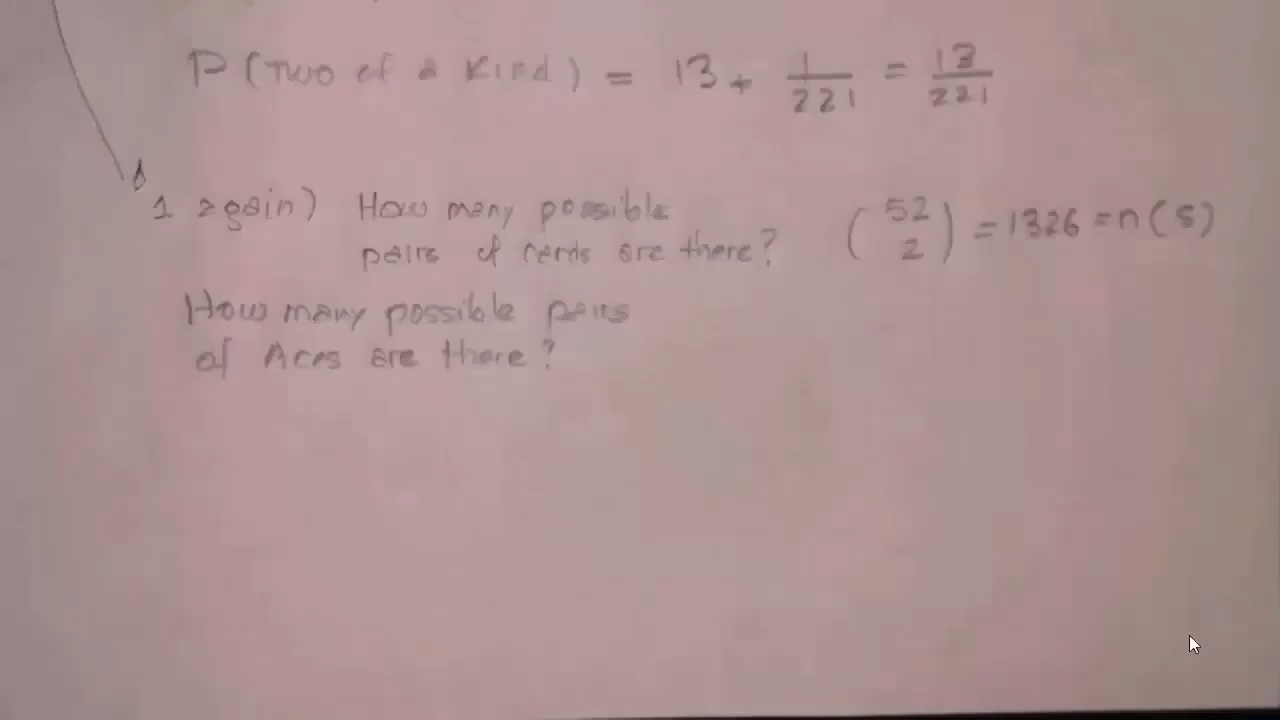 P (Two of a Kind) = 13 + 1/221 = 13/221
1 again) How many possible
pairs of cards are there? (52 2) = 1326 = n(S)
How many possible pairs
of Aces are there?